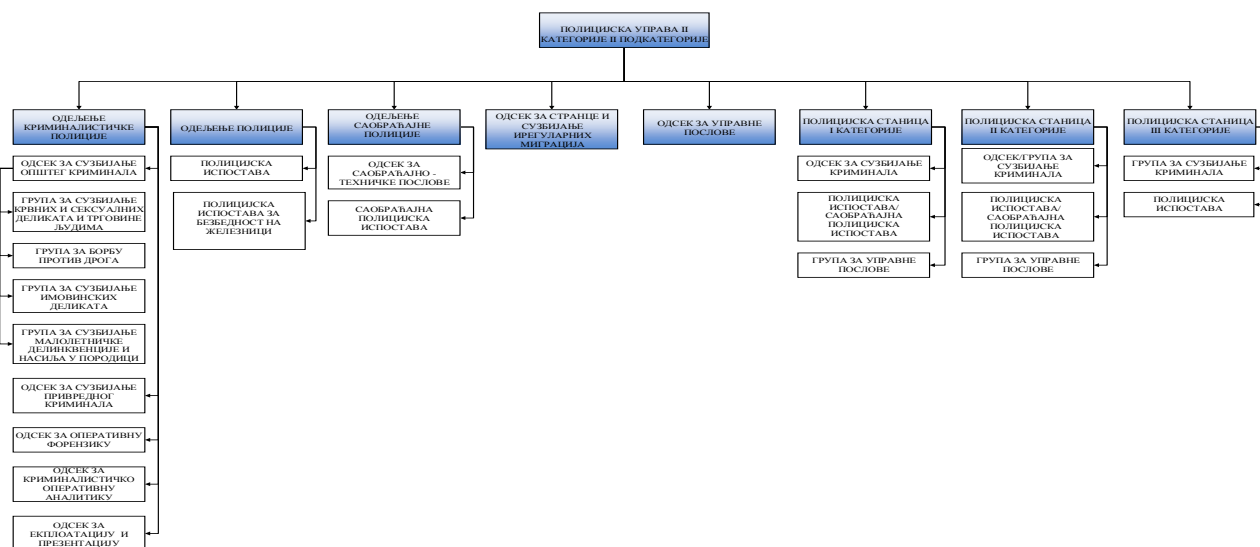 ПОЛИЦИЈСКА УПРАВА II
КАТЕГОРИЈЕ II ПОДКАТЕГОРИЈЕ
ОДЕЉЕЊЕ
КРИМИНАЛИСТИЧКЕ
ПОЛИЦИЈЕ
ОДСЕК ЗА СУЗБИЈАЊЕ
ОПШТЕГ КРИМИНАЛА
ГРУПА ЗА СУЗБИЈАЊЕ
КРВНИХ И СЕКСУАЛНИХ
ДЕЛИКАТА И ТРГОВИНЕ
ЉУДИМА
ГРУПА ЗА БОРБУ
ПРОТИВ ДРОГА
ГРУПА ЗА СУЗБИЈАЊЕ
ИМОВИНСКИХ
ДЕЛИКАТА
ГРУПА ЗА СУЗБИЈАЊЕ
МАЛОЛЕТНИЧКЕ
ДЕЛИНКВЕНЦИЈЕ И
НАСИЉА У ПОРОДИЦИ
ОДСЕК ЗА СУЗБИЈАЊЕ
ПРИВРЕДНОГ
КРИМИНАЛА
ОДСЕК ЗА ОПЕРАТИВНУ
ФОРЕНЗИКУ
ОДСЕК ЗА
КРИМИНАЛИСТИЧКО
ОПЕРАТИВНУ
АНАЛИТИКУ
ОДСЕК ЗА
ЕКПЛОАТАЦИЈУ И
ПРЕЗЕНТАЦИЈУ
ОДЕЉЕЊЕ ПОЛИЦИЈЕ
ПОЛИЦИЈСКА
ИСПОСТАВА
ПОЛИЦИЈСКА
ИСПОСТАВА ЗА
БЕЗБЕДНОСТ НА
ЖЕЛЕЗНИЦИ
ОДЕЉЕЊЕ
САОБРАЋАЈНЕ
ПОЛИЦИЈЕ
ОДСЕК ЗА
САОБРАЋАЈНО -
ТЕХНИЧКЕ ПОСЛОВЕ
САОБРАЋАЈНА
ПОЛИЦИЈСКА
ИСПОСТАВА
ОДСЕК ЗА СТРАНЦЕ И
СУЗБИЈАЊЕ
ИРЕГУЛАРНИХ
МИГРАЦИЈА
ОДСЕК ЗА УПРАВНЕ
ПОСЛОВЕ
ПОЛИЦИЈСКА СТАНИЦА
I КАТЕГОРИЈЕ
ОДСЕК ЗА СУЗБИЈАЊЕ
КРИМИНАЛА
ПОЛИЦИЈСКА
ИСПОСТАВА/
САОБРАЋАЈНА
ПОЛИЦИЈСКА
ИСПОСТАВА
ГРУПА ЗА УПРАВНЕ
ПОСЛОВЕ
ПОЛИЦИЈСКА СТАНИЦА
II КАТЕГОРИЈЕ
ОДСЕК/ГРУПА ЗА
СУЗБИЈАЊЕ
КРИМИНАЛА
ПОЛИЦИЈСКА
ИСПОСТАВА/
САОБРАЋАЈНА
ПОЛИЦИЈСКА
ИСПОСТАВА
ГРУПА ЗА УПРАВНЕ
ПОСЛОВЕ
ПОЛИЦИЈСКА СТАНИЦА
III КАТЕГОРИЈЕ
ГРУПА ЗА СУЗБИЈАЊЕ
КРИМИНАЛА
ПОЛИЦИЈСКА
ИСПОСТАВА